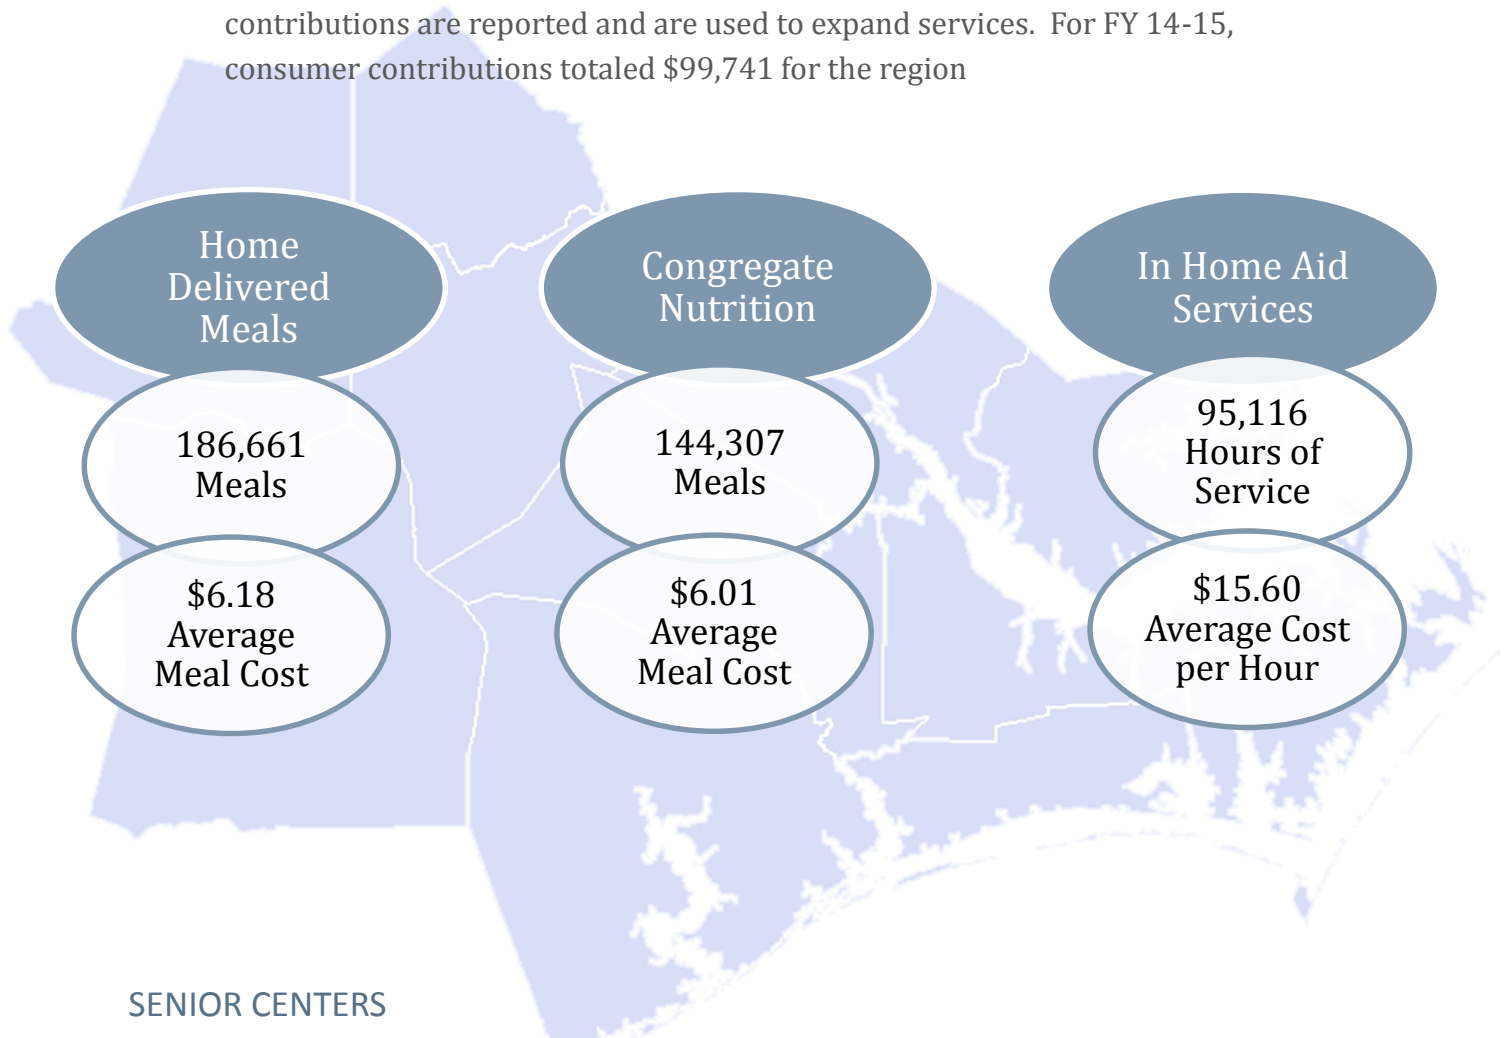 contributions are reported and are used to expand services.  For FY 14-15,
consumer contributions totaled $99,741 for the region
Home
Delivered
Meals
186,661
Meals
$6.18
Average
Meal Cost
Congregate
Nutrition
144,307
Meals
$6.01
Average
Meal Cost
In Home Aid
Services
95,116
Hours of
Service
$15.60
Average Cost
per Hour
SENIOR CENTERS